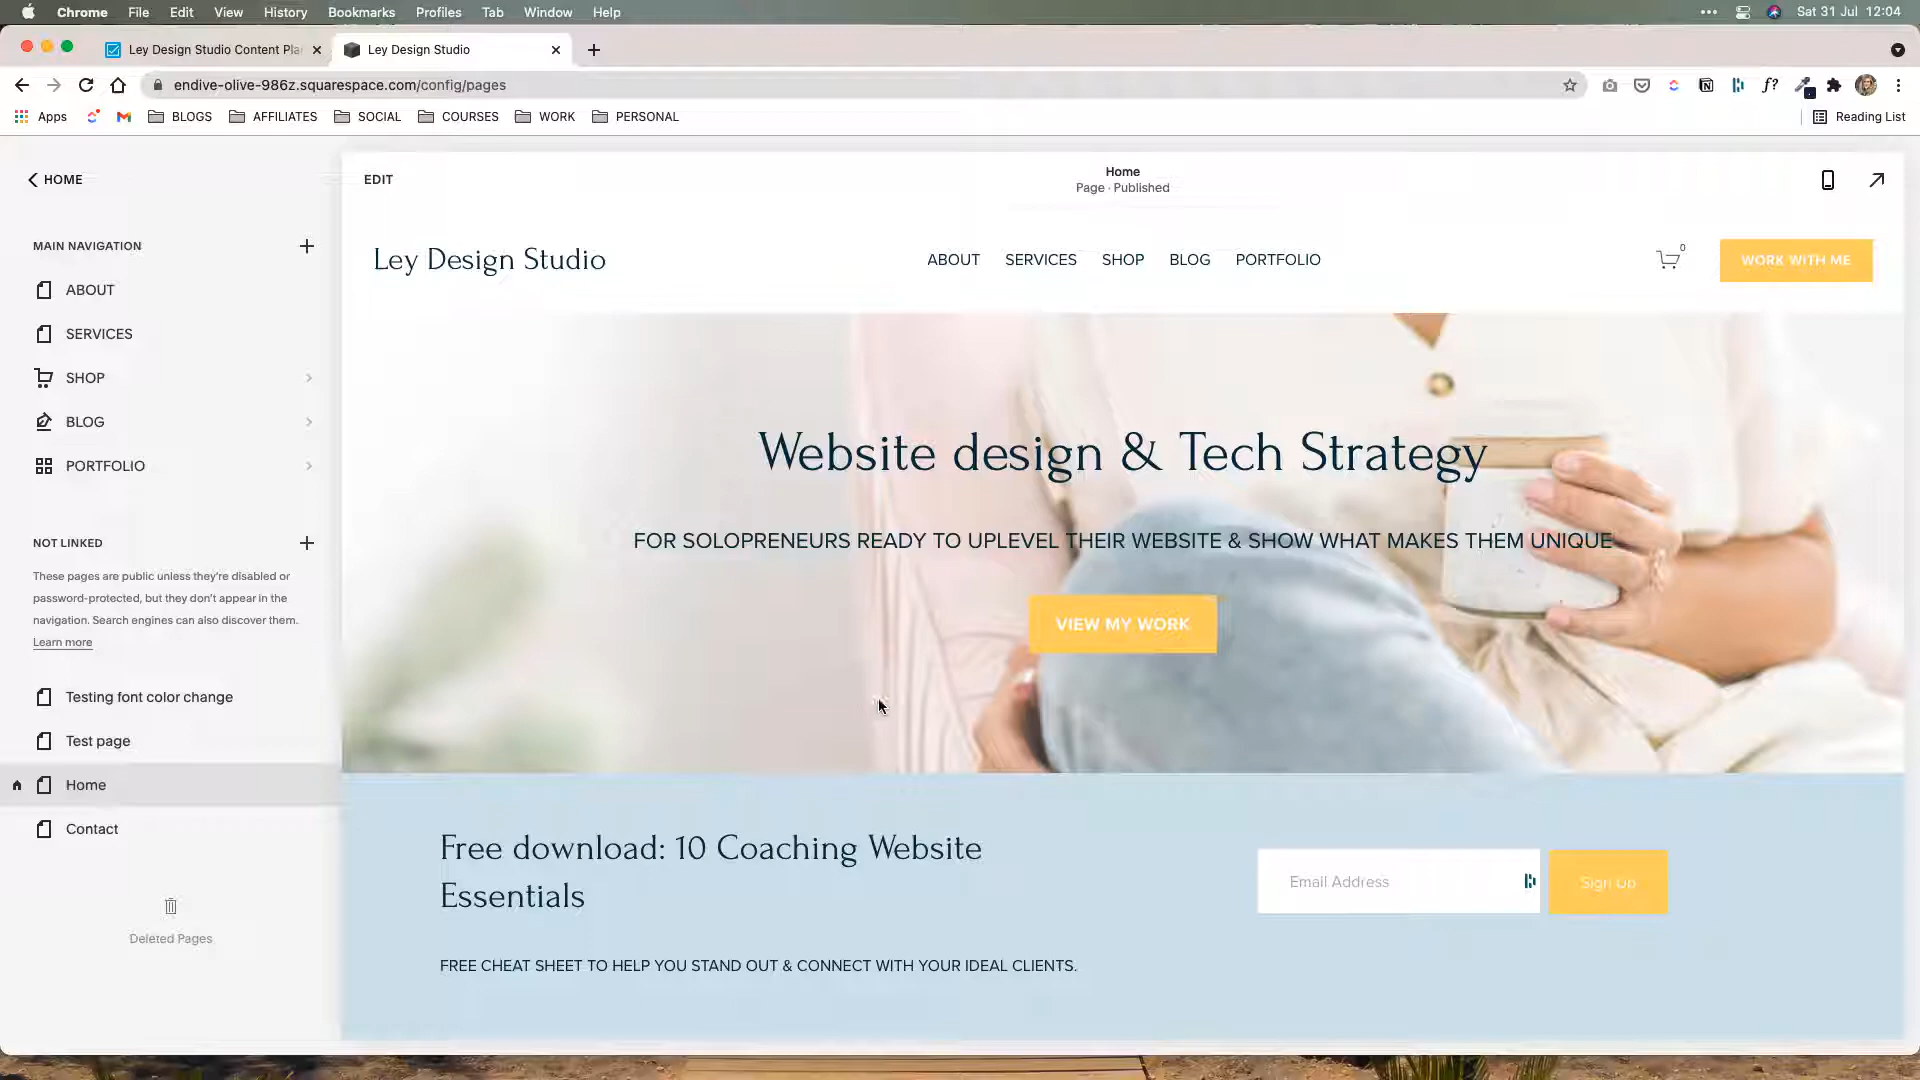 Chrome File Edit View History Bookmarks Profiles Tab Window Help Sat 31 Jul 12:04
Ley Design Studio Content Pla Ley Design Studio
endive-olive-986z.squarespace.com/config/pages f?
Apps BLOGS AFFILIATES SOCIAL COURSES WORK PERSONAL Reading List
HOME
EDIT
Home
Page · Published
MAIN NAVIGATION
ABOUT
SERVICES
SHOP
BLOG
PORTFOLIO
NOT LINKED
These pages are public unless they're disabled or
password-protected, but they don't appear in the
navigation. Search engines can also discover them.
Learn more
Testing font color change
Test page
Home
Contact
Deleted Pages
Ley Design Studio
ABOUT SERVICES SHOP BLOG PORTFOLIO
0
WORK WITH ME
Website design & Tech Strategy
FOR SOLOPRENEURS READY TO UPLEVEL THEIR WEBSITE & SHOW WHAT MAKES THEM UNIQUE
VIEW MY WORK
Free download: 10 Coaching Website
Essentials
FREE CHEAT SHEET TO HELP YOU STAND OUT & CONNECT WITH YOUR IDEAL CLIENTS.
Email Address
Sign Up